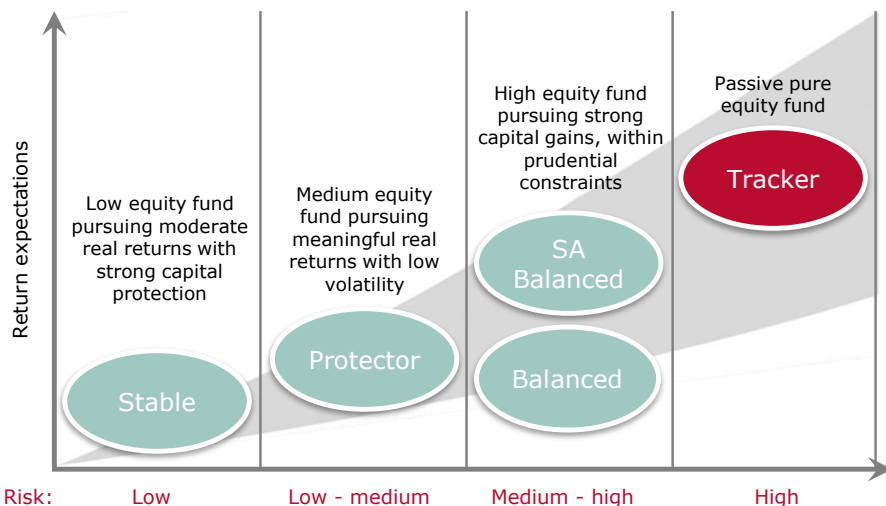 Return expectations
Low equity fund
pursuing moderate
real returns with
strong capital
protection
Stable
Medium equity
fund pursuing
meaningful real
returns with low
volatility
Protector
High equity fund
pursuing strong
capital gains, within
prudential
constraints
SA
Balanced
Balanced
Passive pure
equity fund
Tracker
Risk:
Low
Low - medium
Medium - high
High